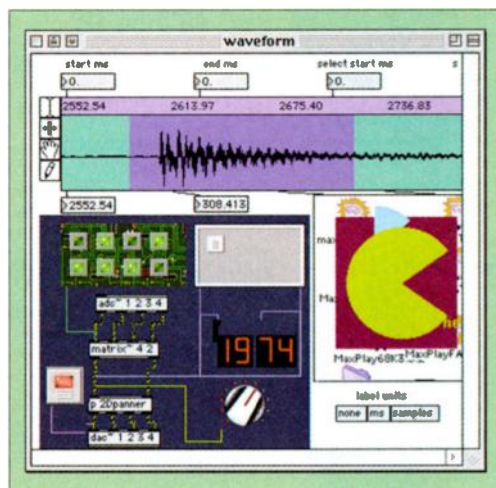 waveform
start ms
end ms
select start ms
s
0.
0.
0.
2552.54
2613.97
2675.40
2736.83
2552.54
308.413
adc~ 1 2 3 4
matrix~ 4 2
p 2Dpanner
dac~ 1 2 3 4
1974
MaxPlay68K
MaxPlayFA
label units
none
ms
samples